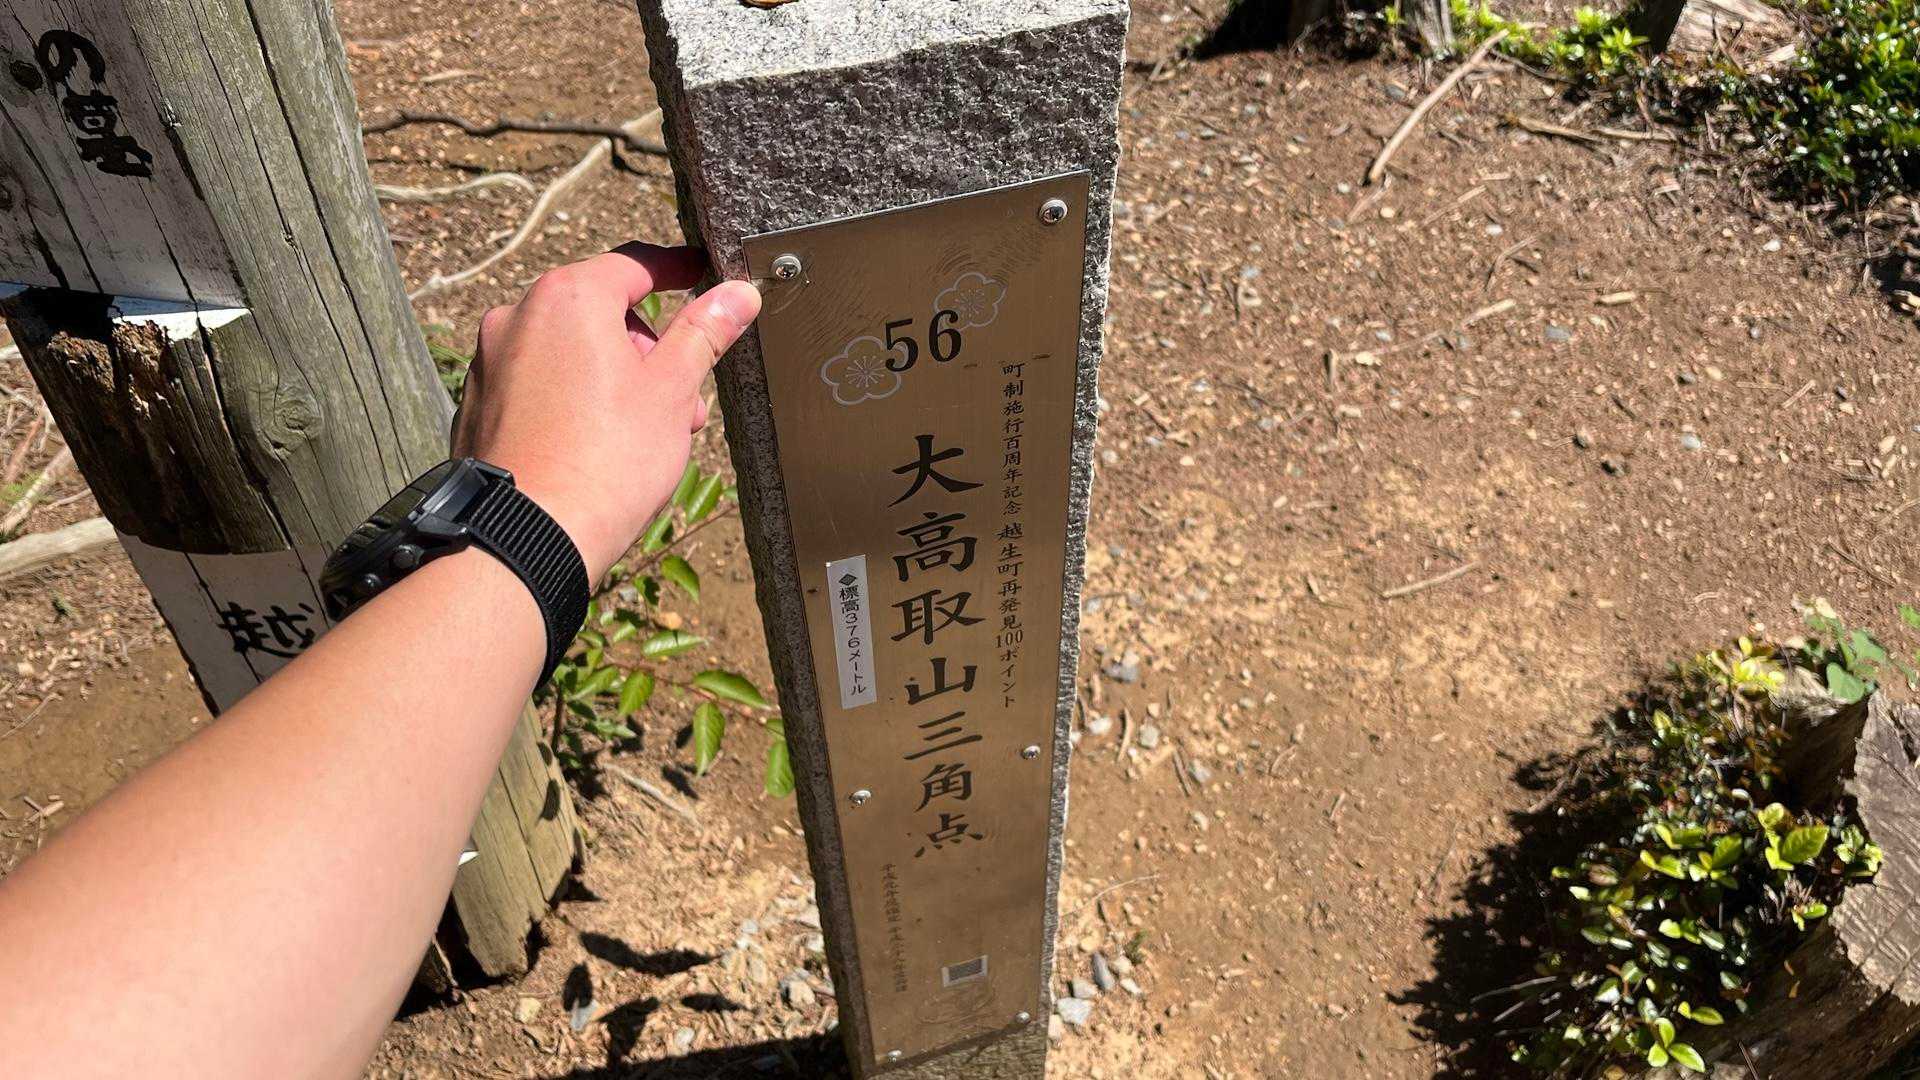 56
町制施行百周年記念 越生町再発見100ポイント
大高取山三角点
◆標高376メートル
越